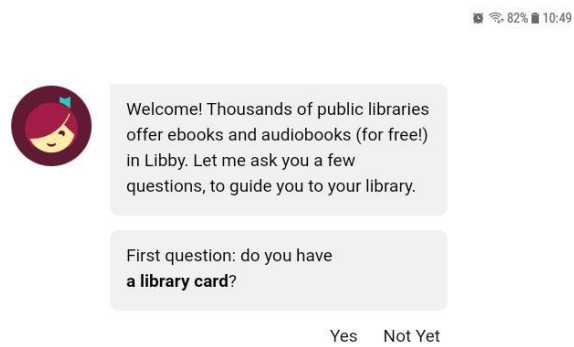 82% 10:49
Welcome! Thousands of public libraries
offer ebooks and audiobooks (for free!)
in Libby. Let me ask you a few
questions, to guide you to your library.
First question: do you have
a library card?
Yes Not Yet